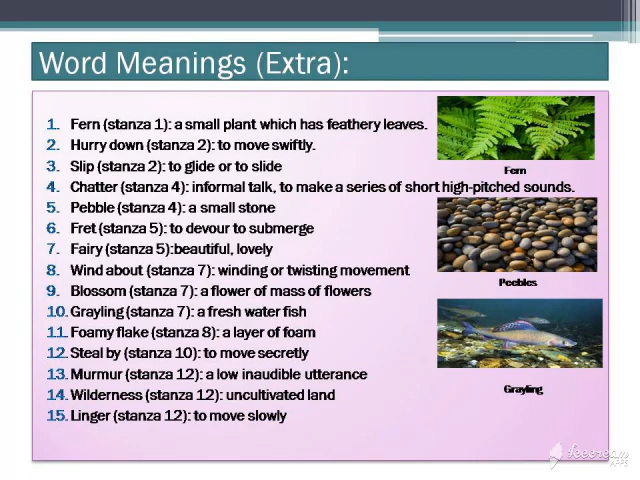 Word Meanings (Extra):
1. Fern (stanza 1): a small plant which has feathery leaves.
2. Hurry down (stanza 2): to move swiftly.
3. Slip (stanza 2): to glide or to slide
Fern
4. Chatter (stanza 4): informal talk, to make a series of short high-pitched sounds.
5. Pebble (stanza 4): a small stone
6. Fret (stanza 5): to devour to submerge
7. Fairy (stanza 5):beautiful, lovely
8. Wind about (stanza 7): winding or twisting movement
Peebles
9. Blossom (stanza 7): a flower of mass of flowers
10. Grayling (stanza 7): a fresh water fish
11. Foamy flake (stanza 8): a layer of foam
12. Steal by (stanza 10): to move secretly
13. Murmur (stanza 12): a low inaudible utterance
Grayling
14. Wilderness (stanza 12): uncultivated land
15. Linger (stanza 12): to move slowly